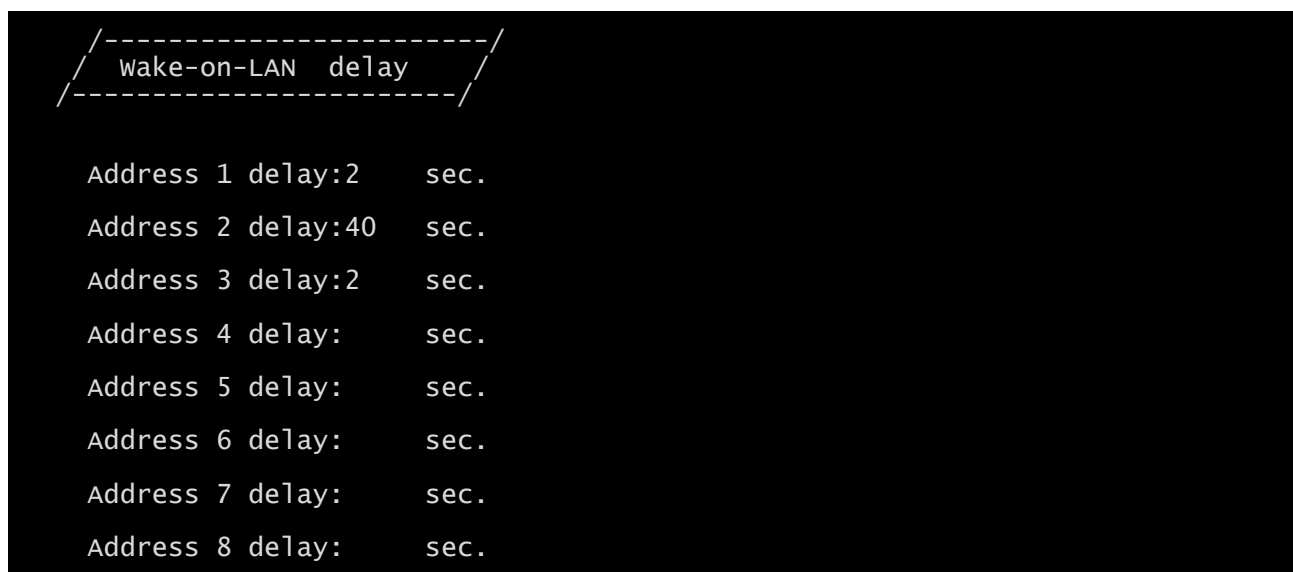 /------------------------/
/ Wake-on-LAN delay /
/------------------------/
Address 1 delay:2 sec.
Address 2 delay:40 sec.
Address 3 delay:2 sec.
Address 4 delay: sec.
Address 5 delay: sec.
Address 6 delay: sec.
Address 7 delay: sec.
Address 8 delay: sec.